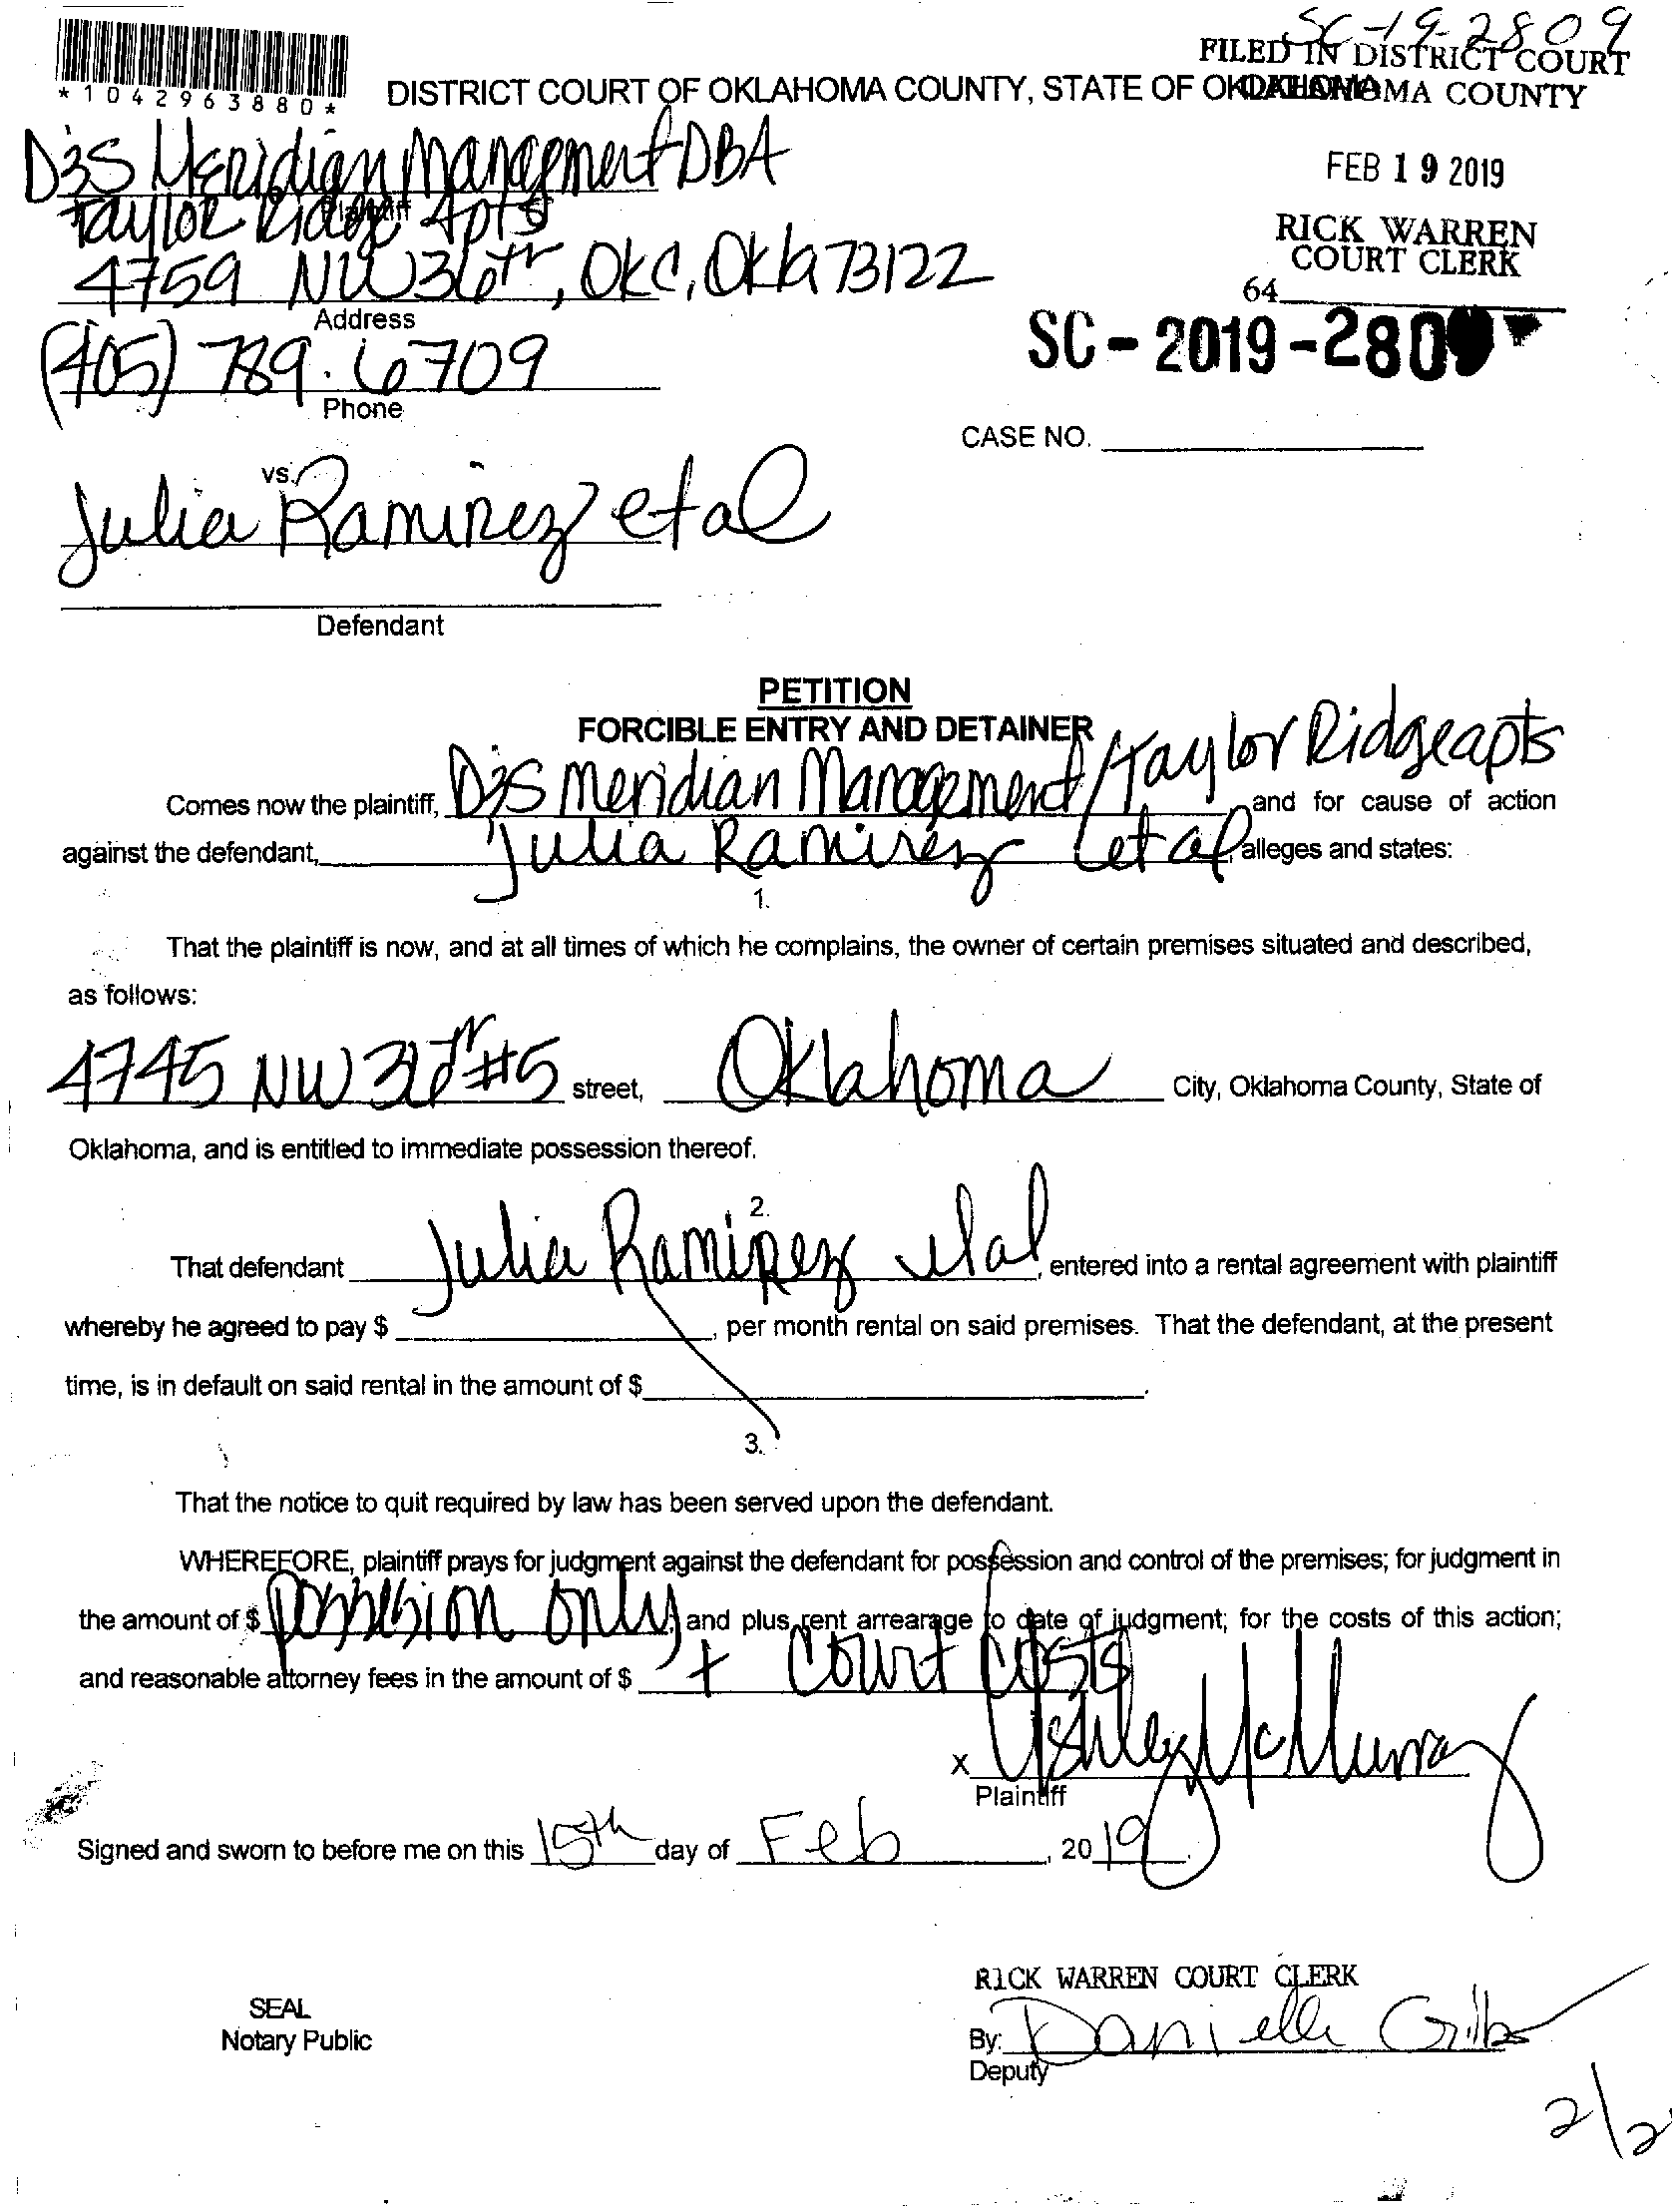 SC-19-2809
FILED IN DISTRICT COURT
OKLAHOMA COUNTY
*1042963880*
DISTRICT COURT OF OKLAHOMA COUNTY, STATE OF OKLAHOMA
D3S Meridian Managment DBA
Taylor Ridge Apts
Plaintiff
FEB 19 2019
RICK WARREN
COURT CLERK
4759 NW 36th, OKC, Okla 73122
Address
64
SC-2019-2809
(405) 789.6709
Phone
CASE NO.
vs.
Julia Ramirez et al
Defendant
PETITION
FORCIBLE ENTRY AND DETAINER
Comes now the plaintiff, D3S Meridian Management/Taylor Ridge apts and for cause of action
against the defendant, Julia Ramirez et al, alleges and states:
1.
That the plaintiff is now, and at all times of which he complains, the owner of certain premises situated and described,
as follows:
4745 NW 36th #5 street, Oklahoma City, Oklahoma County, State of
Oklahoma, and is entitled to immediate possession thereof.
2.
That defendant Julia Ramirez et al, entered into a rental agreement with plaintiff
whereby he agreed to pay $ , per month rental on said premises. That the defendant, at the present
time, is in default on said rental in the amount of $ .
3.
That the notice to quit required by law has been served upon the defendant.
WHEREFORE, plaintiff prays for judgment against the defendant for possession and control of the premises; for judgment in
the amount of $ possesion only, and plus rent arrearage to date of judgment; for the costs of this action;
and reasonable attorney fees in the amount of $ + Court Costs
X Ashley McMurray
Plaintiff
Signed and sworn to before me on this 15th day of Feb, 2019.
RICK WARREN COURT CLERK
SEAL
Notary Public
By: Danielle
Deputy